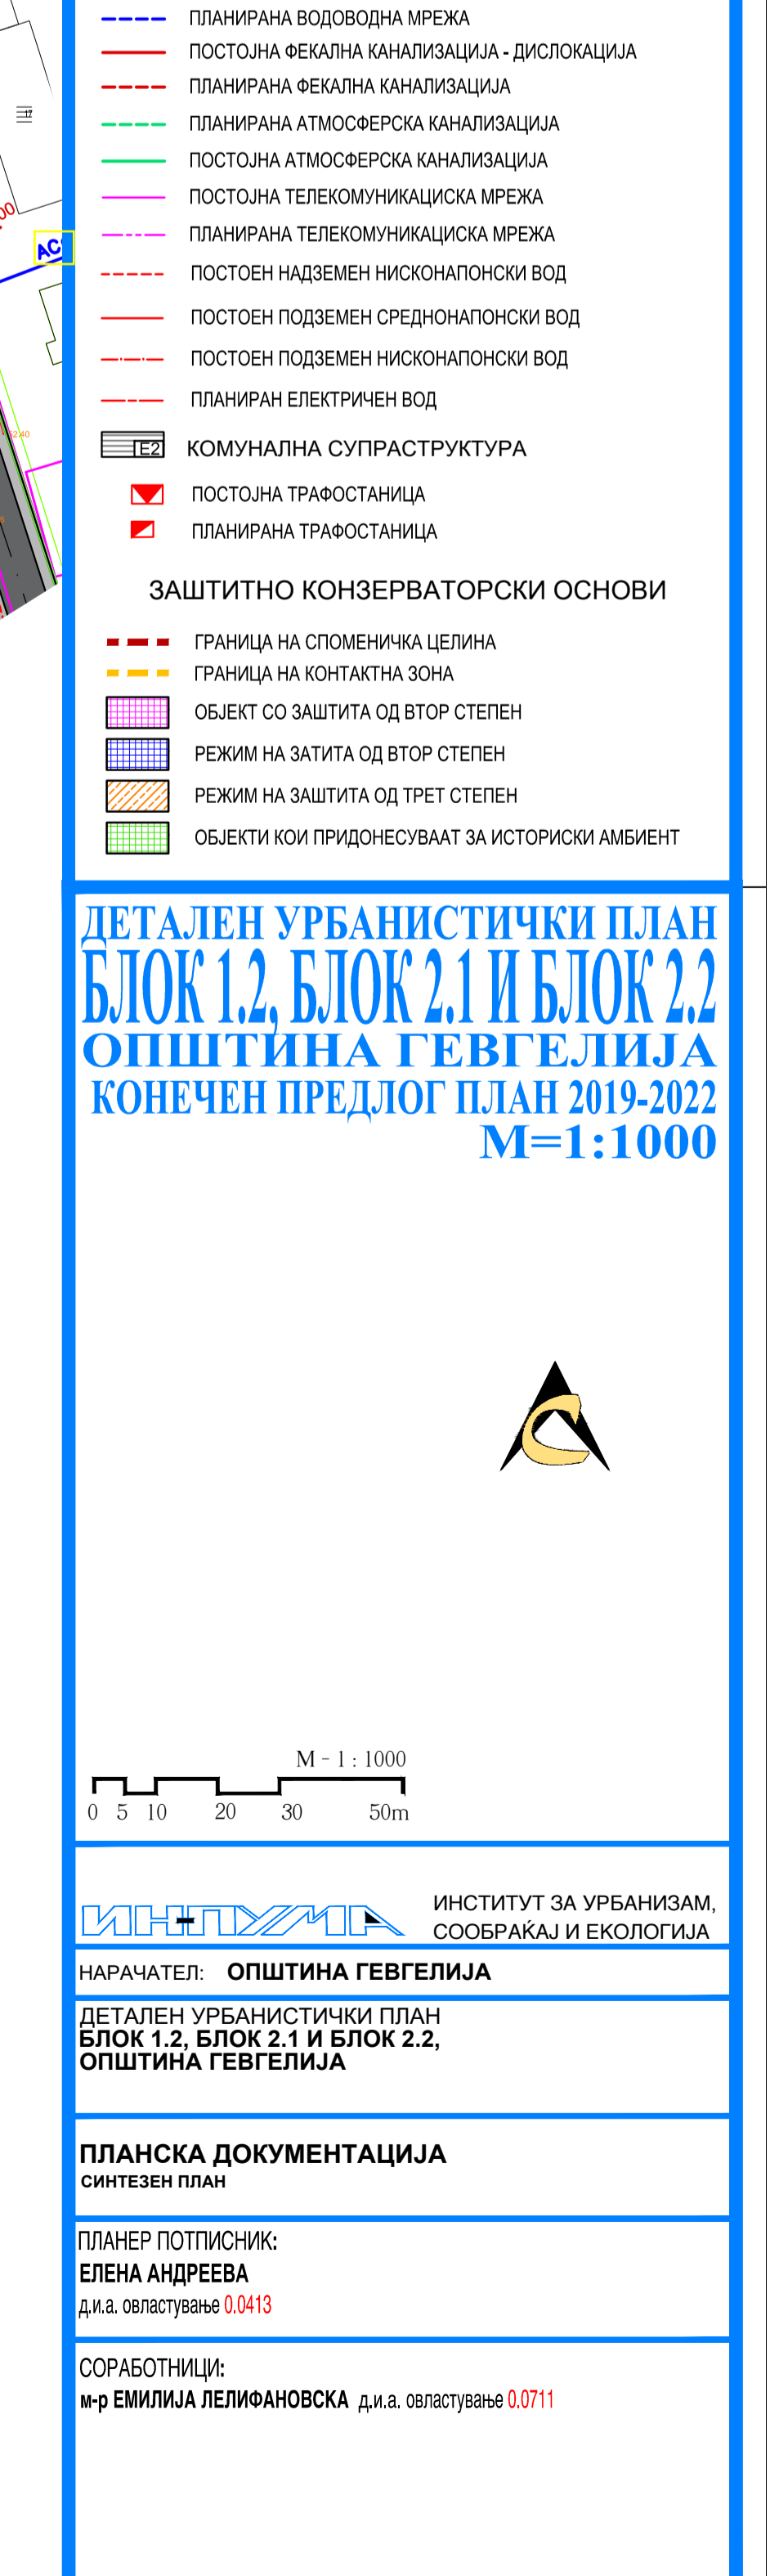 ПЛАНИРАНА ВОДОВОДНА МРЕЖА
ПОСТОЈНА ФЕКАЛНА КАНАЛИЗАЦИЈА - ДИСЛОКАЦИЈА
ПЛАНИРАНА ФЕКАЛНА КАНАЛИЗАЦИЈА
17
ПЛАНИРАНА АТМОСФЕРСКА КАНАЛИЗАЦИЈА
ПОСТОЈНА АТМОСФЕРСКА КАНАЛИЗАЦИЈА
ПОСТОЈНА ТЕЛЕКОМУНИКАЦИСКА МРЕЖА
00
ПЛАНИРАНА ТЕЛЕКОМУНИКАЦИСКА МРЕЖА
АС
ПОСТОЕН НАДЗЕМЕН НИСКОНАПОНСКИ ВОД
ПОСТОЕН ПОДЗЕМЕН СРЕДНОНАПОНСКИ ВОД
ПОСТОЕН ПОДЗЕМЕН НИСКОНАПОНСКИ ВОД
ПЛАНИРАН ЕЛЕКТРИЧЕН ВОД
E2 КОМУНАЛНА СУПРАСТРУКТУРА
ПОСТОЈНА ТРАФОСТАНИЦА
ПЛАНИРАНА ТРАФОСТАНИЦА
ЗАШТИТНО КОНЗЕРВАТОРСКИ ОСНОВИ
ГРАНИЦА НА СПОМЕНИЧКА ЦЕЛИНА
ГРАНИЦА НА КОНТАКТНА ЗОНА
ОБЈЕКТ СО ЗАШТИТА ОД ВТОР СТЕПЕН
РЕЖИМ НА ЗАТИТА ОД ВТОР СТЕПЕН
РЕЖИМ НА ЗАШТИТА ОД ТРЕТ СТЕПЕН
ОБЈЕКТИ КОИ ПРИДОНЕСУВААТ ЗА ИСТОРИСКИ АМБИЕНТ
ДЕТАЛЕН УРБАНИСТИЧКИ ПЛАН
БЛОК 1.2, БЛОК 2.1 И БЛОК 2.2
ОПШТИНА ГЕВГЕЛИЈА
КОНЕЧЕН ПРЕДЛОГ ПЛАН 2019-2022
М=1:1000
М - 1 : 1000
0 5 10 20 30 50m
ИНПУМА
ИНСТИТУТ ЗА УРБАНИЗАМ,
СООБРАЌАЈ И ЕКОЛОГИЈА
НАРАЧАТЕЛ: ОПШТИНА ГЕВГЕЛИЈА
ДЕТАЛЕН УРБАНИСТИЧКИ ПЛАН
БЛОК 1.2, БЛОК 2.1 И БЛОК 2.2,
ОПШТИНА ГЕВГЕЛИЈА
ПЛАНСКА ДОКУМЕНТАЦИЈА
СИНТЕЗЕН ПЛАН
ПЛАНЕР ПОТПИСНИК:
ЕЛЕНА АНДРЕЕВА
д.и.а. овластување 0.0413
СОРАБОТНИЦИ:
м-р ЕМИЛИЈА ЛЕЛИФАНОВСКА д.и.а. овластување 0.0711